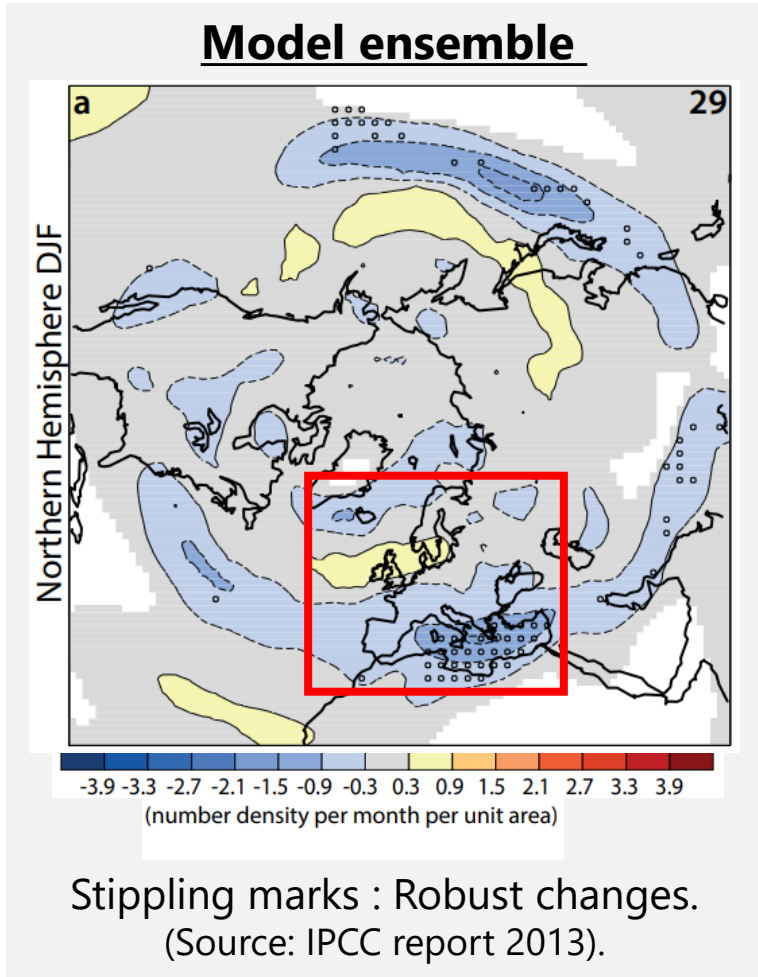 Model ensemble
a
29
Northern Hemisphere DJF
-3.9 -3.3 -2.7 -2.1 -1.5 -0.9 -0.3 0.3 0.9 1.5 2.1 2.7 3.3 3.9
(number density per month per unit area)
Stippling marks : Robust changes.
(Source: IPCC report 2013).